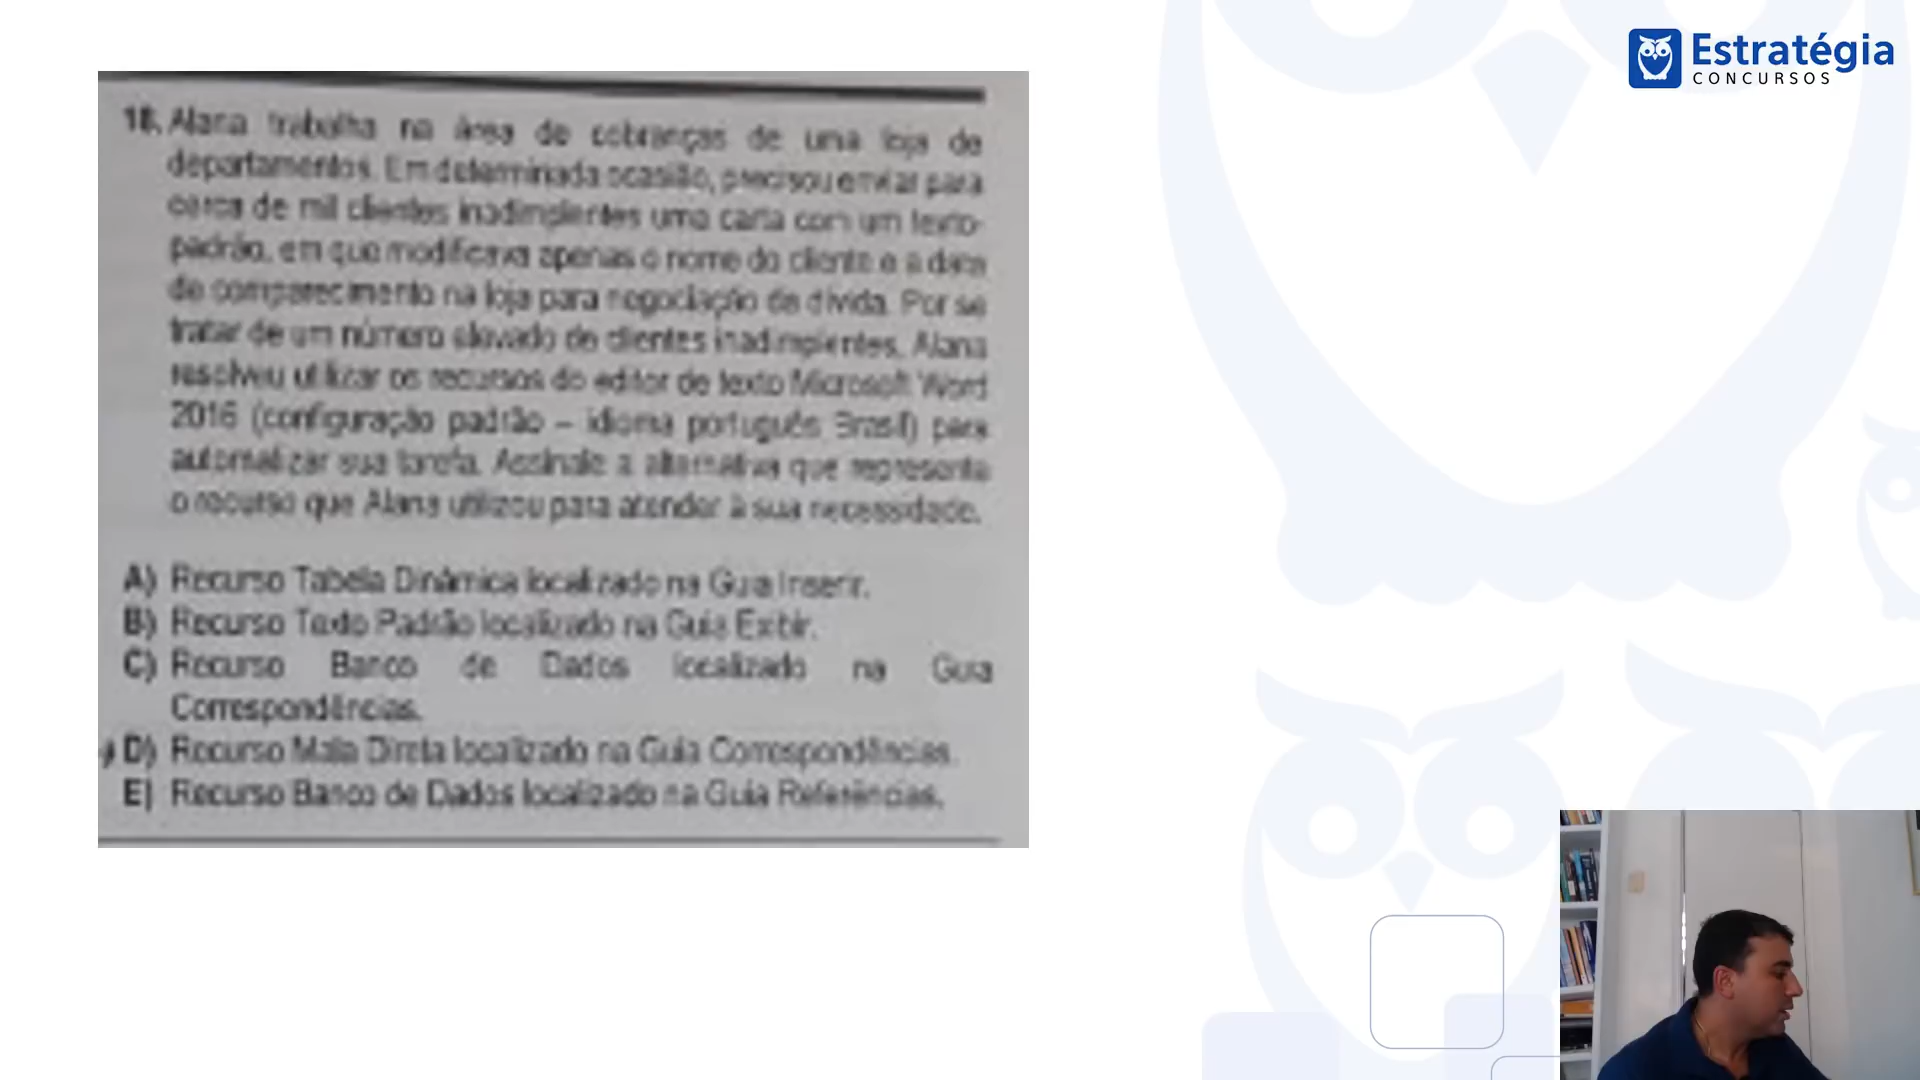 Estratégia
CONCURSOS
18. Alana trabalha na área de cobranças de uma loja de
departamentos. Em determinada ocasião, precisou enviar para
cerca de mil clientes inadimplentes uma carta com um texto-
padrão, em que modificava apenas o nome do cliente e a data
de comparecimento na loja para negociação da dívida. Por se
tratar de um número elevado de clientes inadimplentes, Alana
resolveu utilizar os recursos do editor de texto Microsoft Word
2016 (configuração padrão – idioma português Brasil) para
automatizar sua tarefa. Assinale a alternativa que representa
o recurso que Alana utilizou para atender à sua necessidade.
A) Recurso Tabela Dinâmica localizado na Guia Inserir.
B) Recurso Texto Padrão localizado na Guia Exibir.
C) Recurso Banco de Dados localizado na Guia
Correspondências.
D) Recurso Mala Direta localizado na Guia Correspondências.
E) Recurso Banco de Dados localizado na Guia Referências.